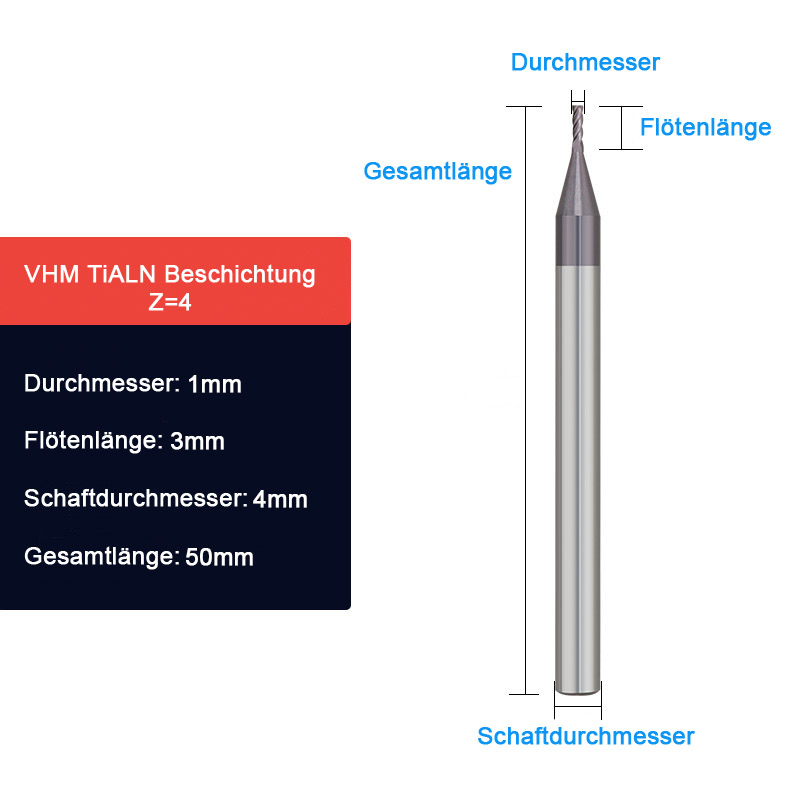 Durchmesser
Flötenlänge
Gesamtlänge
VHM TiALN Beschichtung
Z=4
Durchmesser: 1mm
Flötenlänge: 3mm
Schaftdurchmesser: 4mm
Gesamtlänge: 50mm
Schaftdurchmesser